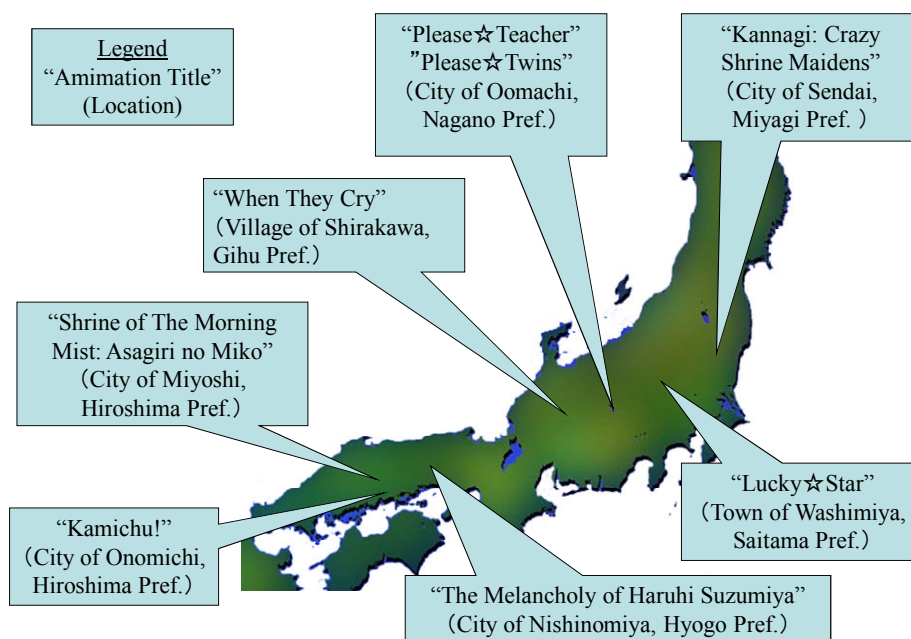 Legend
“Amimation Title”
(Location)
“Please☆Teacher”
”Please☆Twins”
(City of Oomachi,
Nagano Pref.)
“Kannagi: Crazy
Shrine Maidens”
(City of Sendai,
Miyagi Pref. )
“When They Cry”
(Village of Shirakawa,
Gihu Pref.)
“Shrine of The Morning
Mist: Asagiri no Miko”
(City of Miyoshi,
Hiroshima Pref.)
“Lucky☆Star”
(Town of Washimiya,
Saitama Pref.)
“Kamichu!”
(City of Onomichi,
Hiroshima Pref.)
“The Melancholy of Haruhi Suzumiya”
(City of Nishinomiya, Hyogo Pref.)